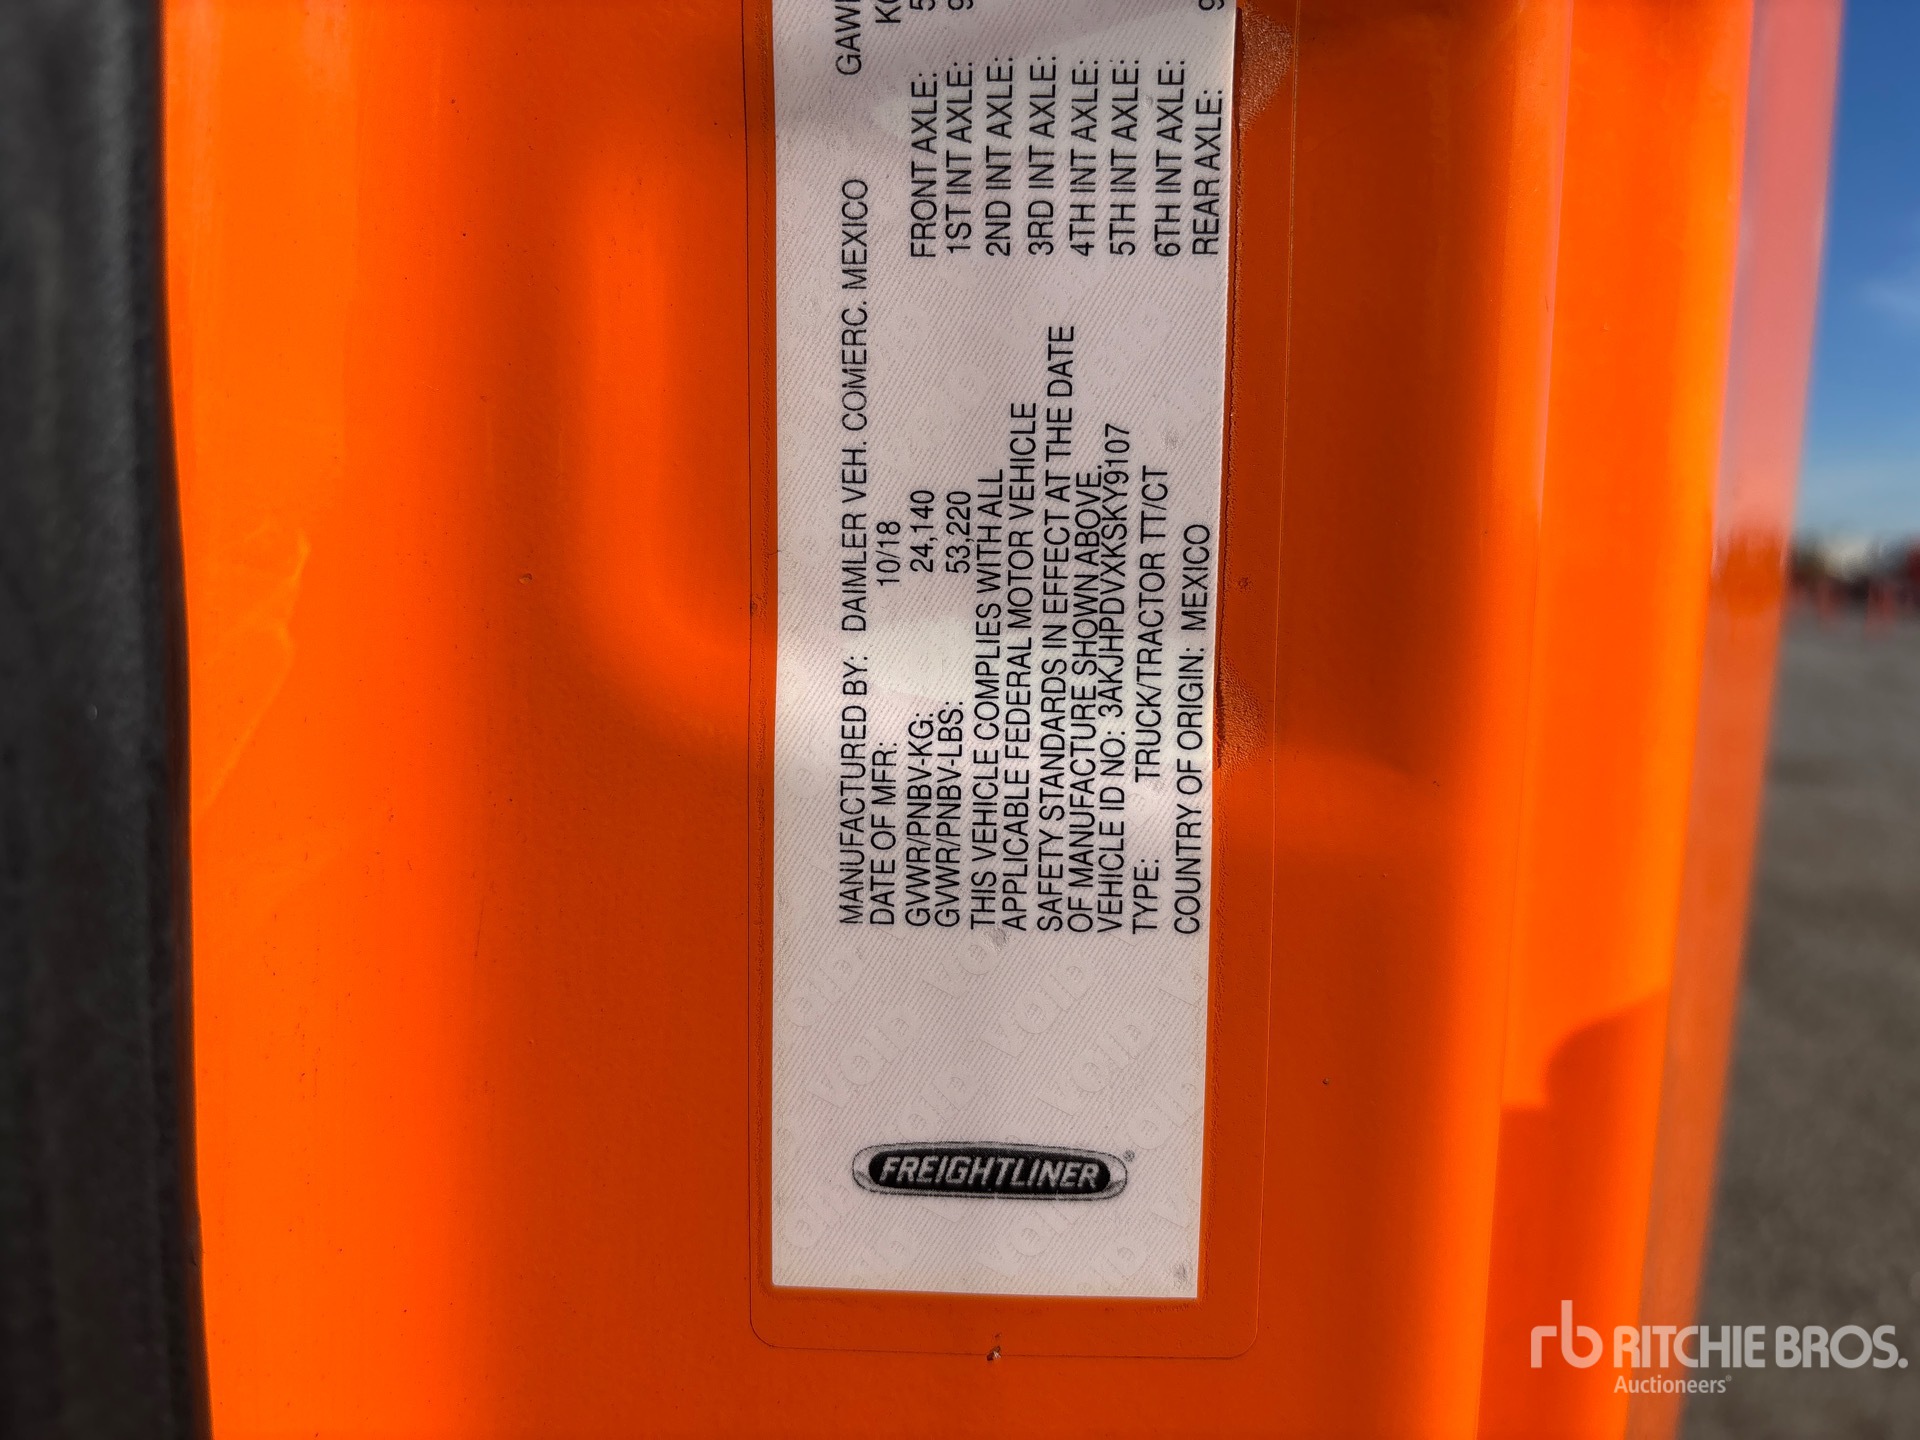 FREIGHTLINER®
MANUFACTURED BY: DAIMLER VEH. COMERC. MEXICO
DATE OF MFR: 10/18
GVWR/PNBV-KG: 24,140
GVWR/PNBV-LBS: 53,220
THIS VEHICLE COMPLIES WITH ALL
APPLICABLE FEDERAL MOTOR VEHICLE
SAFETY STANDARDS IN EFFECT AT THE DATE
OF MANUFACTURE SHOWN ABOVE.
VEHICLE ID NO: 3AKJHPDVXKSKY9107
TYPE: TRUCK/TRACTOR TT/CT
COUNTRY OF ORIGIN: MEXICO
FRONT AXLE:
1ST INT AXLE:
2ND INT AXLE:
3RD INT AXLE:
4TH INT AXLE:
5TH INT AXLE:
6TH INT AXLE:
REAR AXLE:
rb RITCHIE BROS.
Auctioneers